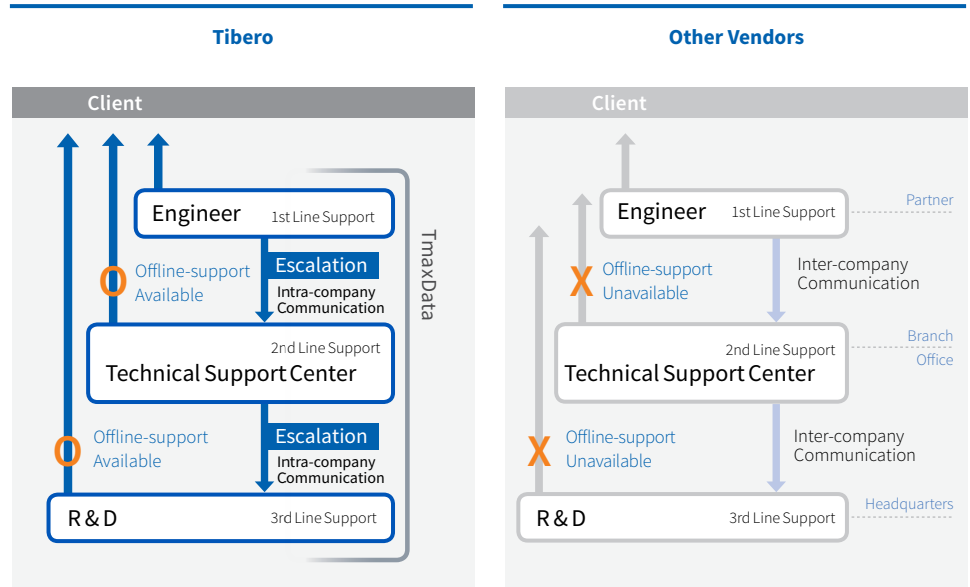 Tibero
Client
Engineer 1st Line Support
Offline-support
Available
O
Escalation
Intra-company
Communication
2nd Line Support
Technical Support Center
Offline-support
Available
O
Escalation
Intra-company
Communication
R & D 3rd Line Support
TmaxData
Other Vendors
Client
Engineer 1st Line Support
Partner
X
Offline-support
Unavailable
Inter-company
Communication
2nd Line Support
Technical Support Center
Branch
Office
X
Offline-support
Unavailable
Inter-company
Communication
R & D 3rd Line Support
Headquarters